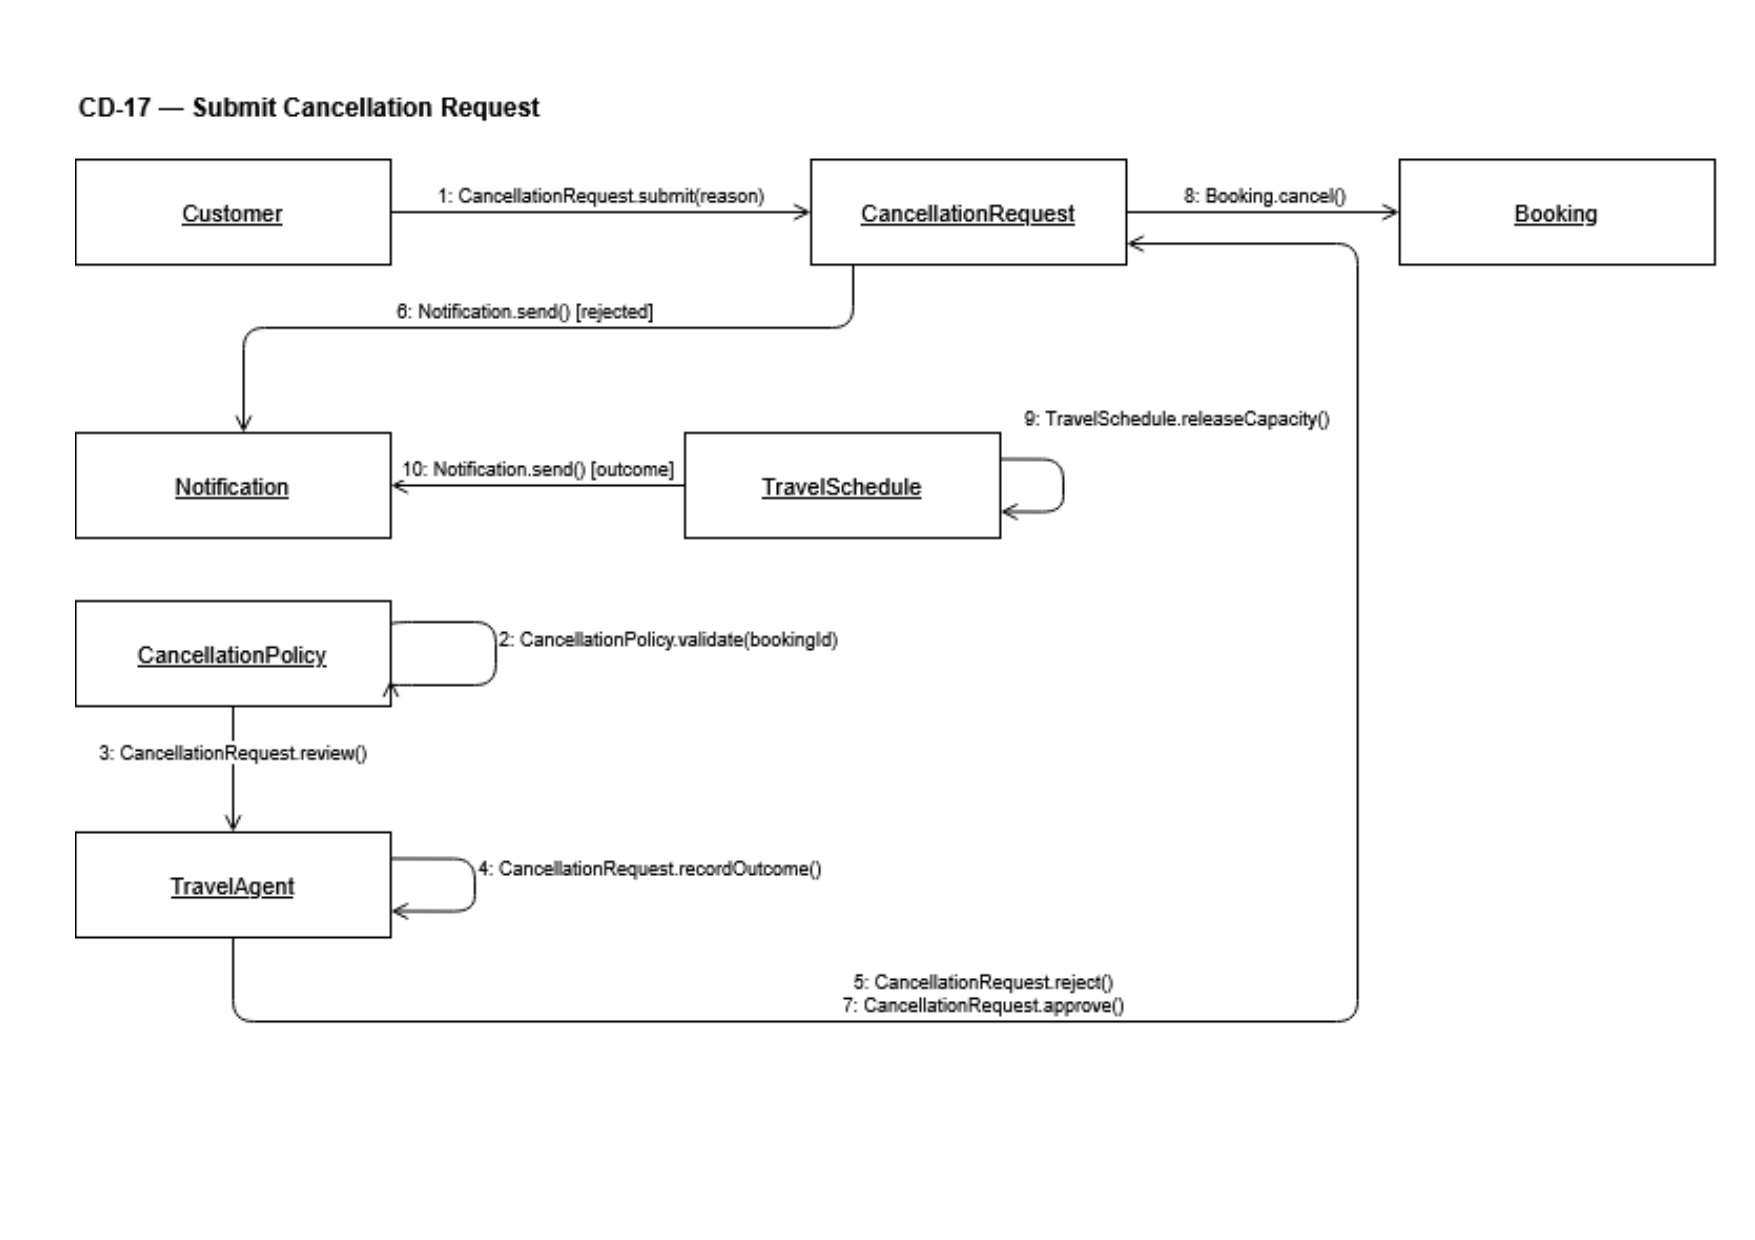 CD-17 — Submit Cancellation Request
Customer
1: CancellationRequest.submit(reason)
CancellationRequest
8: Booking.cancel()
Booking
6: Notification.send() [rejected]
9: TravelSchedule.releaseCapacity()
Notification
10: Notification.send() [outcome]
TravelSchedule
CancellationPolicy
2: CancellationPolicy.validate(bookingId)
3: CancellationRequest.review()
TravelAgent
4: CancellationRequest.recordOutcome()
5: CancellationRequest.reject()
7: CancellationRequest.approve()